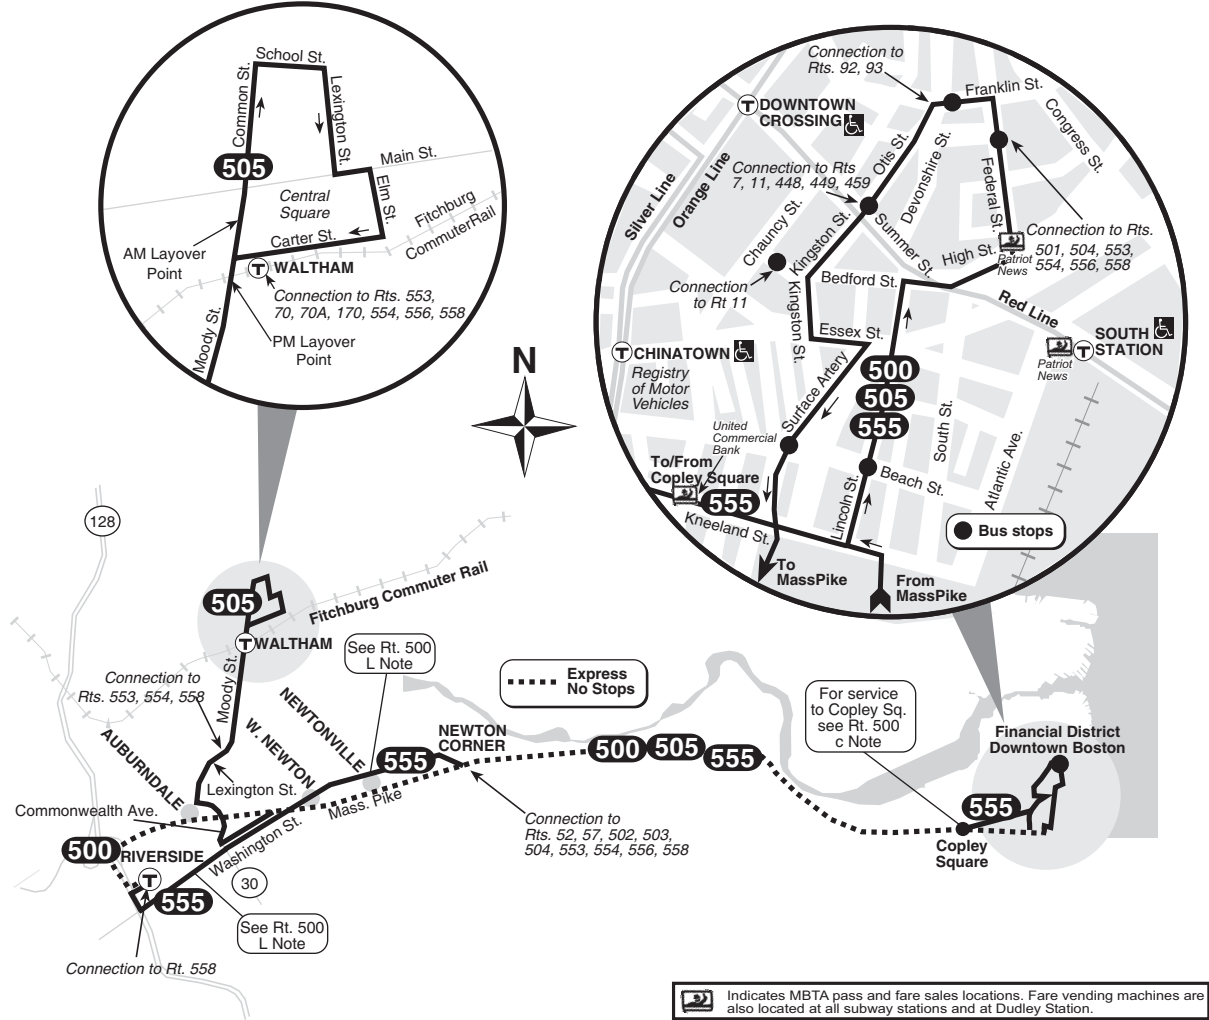 School St.
Common St.
Lexington St.
505
Main St.
Central
Square
Elm St.
Fitchburg
CommuterRail
Carter St.
AM Layover
Point
T WALTHAM
Connection to Rts. 553,
70, 70A, 170, 554, 556, 558
Moody St.
PM Layover
Point
N
Connection to
Rts. 92, 93
Franklin St.
T DOWNTOWN
CROSSING
Congress St.
Otis St.
Devonshire St.
Federal St.
Silver Line
Orange Line
Connection to Rts
7, 11, 448, 449, 459
Chauncy St.
Kingston St.
Summer St.
High St.
Patriot
News
Connection to Rts.
501, 504, 553,
554, 556, 558
Connection
to Rt 11
Kingston St.
Bedford St.
Red Line
Essex St.
T CHINATOWN
Registry
of Motor
Vehicles
Surface Artery
500
505
555
SOUTH
T STATION
Patriot
News
South St.
Atlantic Ave.
United
Commercial
Bank
To/From
Copley Square
555
Kneeland St.
Lincoln St.
Beach St.
Bus stops
To
MassPike
From
MassPike
128
505
Fitchburg Commuter Rail
T WALTHAM
Moody St.
See Rt. 500
L Note
Connection to
Rts. 553, 554, 558
Express
No Stops
NEWTONVILLE
W. NEWTON
AUBURNDALE
NEWTON
CORNER
555
500
505
555
For service
to Copley Sq.
see Rt. 500
c Note
Financial District
Downtown Boston
Lexington St.
Commonwealth Ave.
Mass. Pike
Washington St.
Connection to
Rts. 52, 57, 502, 503,
504, 553, 554, 556, 558
555
Copley
Square
500
RIVERSIDE
T
555
30
See Rt. 500
L Note
Connection to Rt. 558
Indicates MBTA pass and fare sales locations. Fare vending machines are
also located at all subway stations and at Dudley Station.